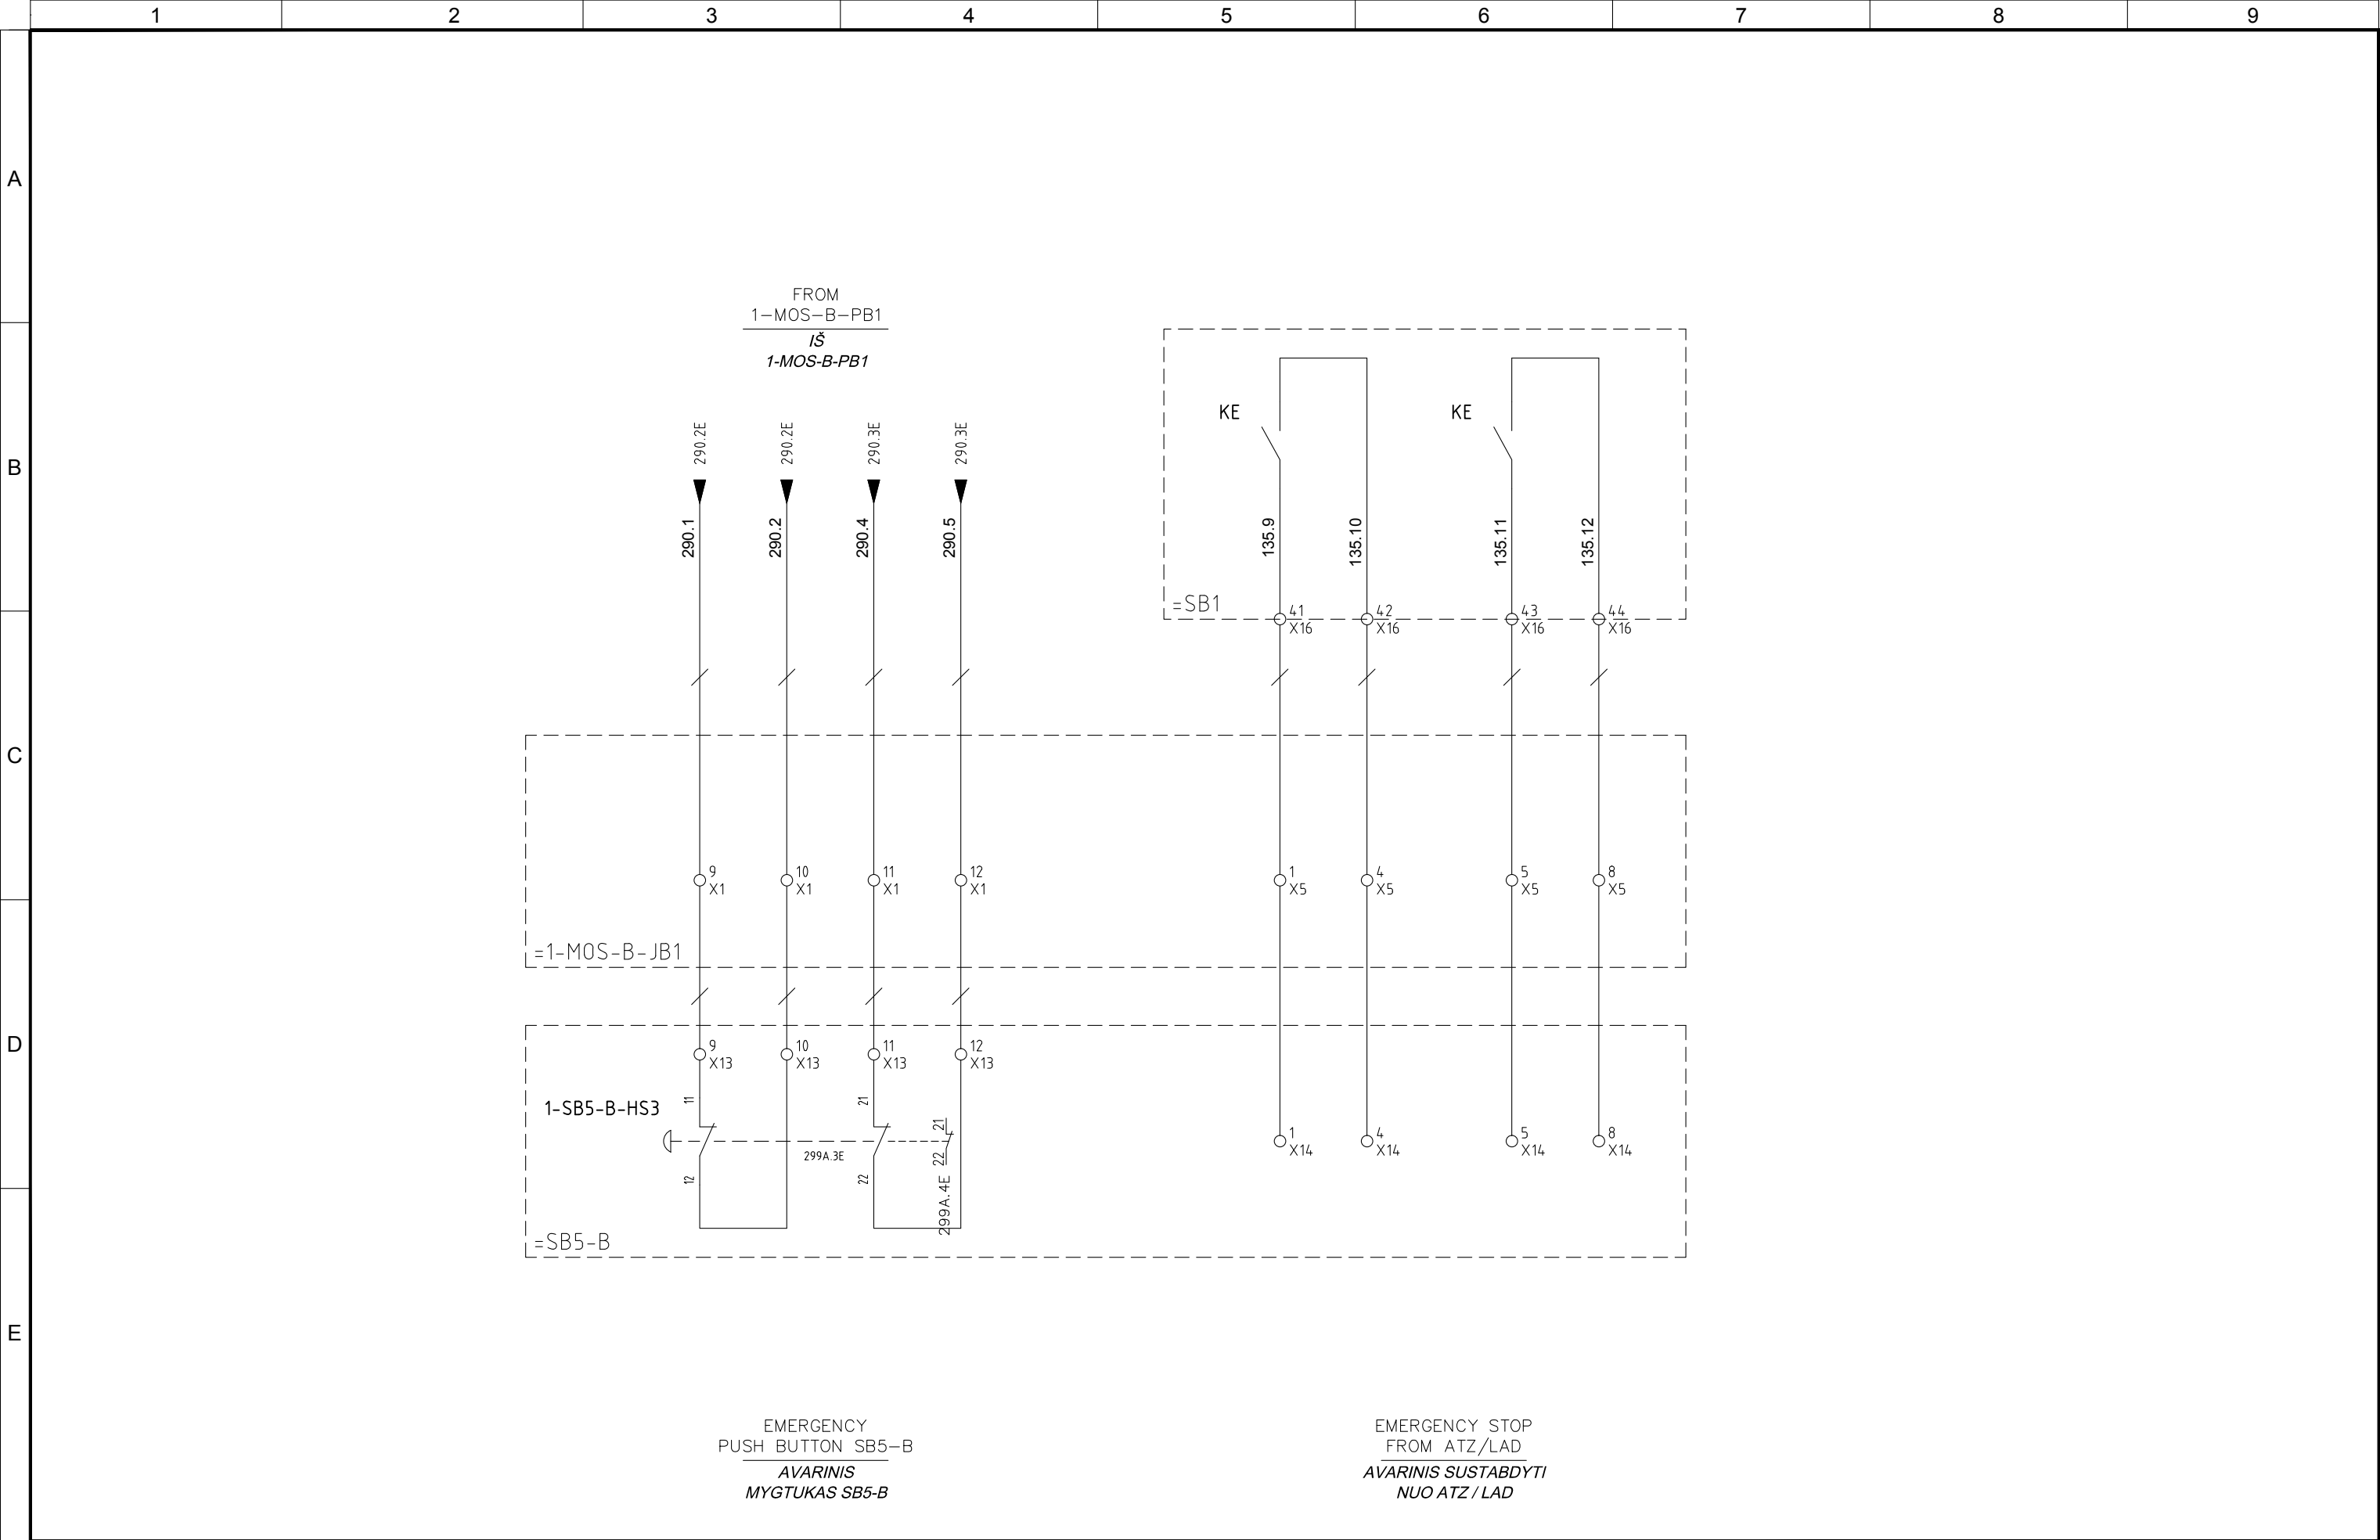 1 2 3 4 5 6 7 8 9
A
FROM
1-MOS-B-PB1
IŠ
1-MOS-B-PB1
KE KE
B
290.2E 290.2E 290.3E 290.3E
290.1 290.2 290.4 290.5 135.9 135.10 135.11 135.12
=SB1
41 42 43 44
X16 X16 X16 X16
C
9 10 11 12 1 4 5 8
X1 X1 X1 X1 X5 X5 X5 X5
=1-MOS-B-JB1
D
9 10 11 12
X13 X13 X13 X13
1-SB5-B-HS3
11 21 21
1 4 5 8
X14 X14 X14 X14
299A.3E
12 22 22
299A.4E
=SB5-B
E
EMERGENCY
PUSH BUTTON SB5-B
AVARINIS
MYGTUKAS SB5-B
EMERGENCY STOP
FROM ATZ/LAD
AVARINIS SUSTABDYTI
NUO ATZ / LAD